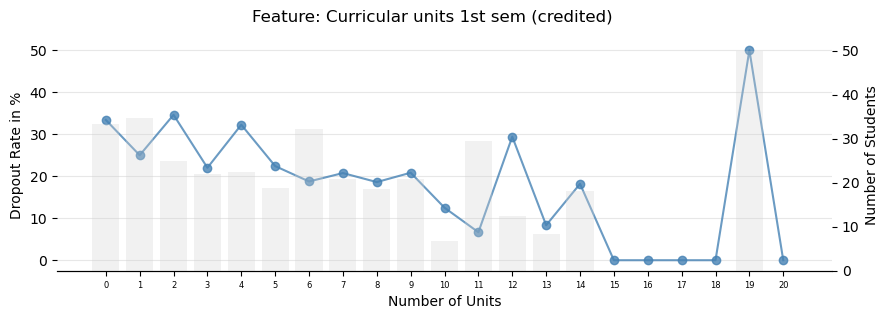 Feature: Curricular units 1st sem (credited)
50
40
30
20
10
0
Dropout Rate in %
50
40
30
20
10
0
Number of Students
0 1 2 3 4 5 6 7 8 9 10 11 12 13 14 15 16 17 18 19 20
Number of Units